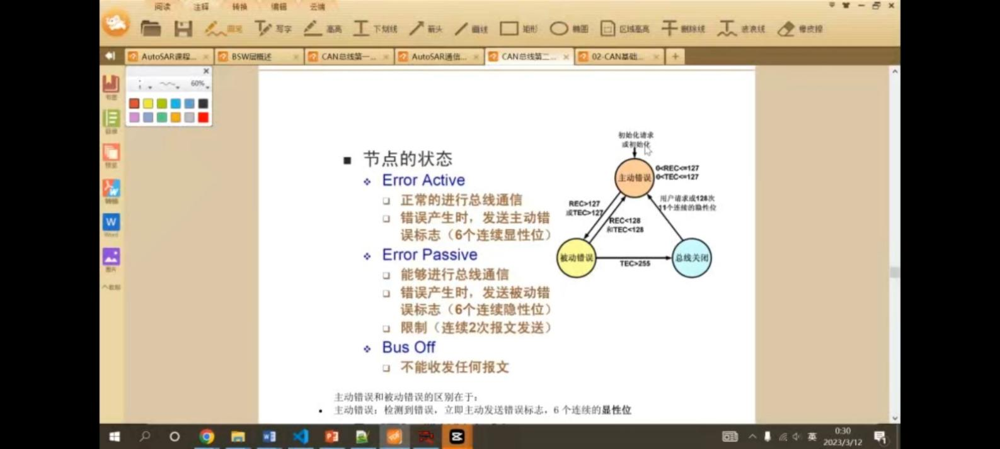 阅读 注释 转换 编辑 云端
画笔 写字 高亮 下划线 箭头 画线 矩形 椭圆 区域高亮 删除线 波浪线 橡皮擦
AutoSAR课程... BSW层概述 CAN总线第一... AutoSAR通信... CAN总线第二... 02-CAN基础...
60%
书签
目录
预览
转换
Word
图片
节点的状态
Error Active
正常的进行总线通信
错误产生时，发送主动错
误标志（6个连续显性位）
Error Passive
能够进行总线通信
错误产生时，发送被动错
误标志（6个连续隐性位）
限制（连续2次报文发送）
Bus Off
不能收发任何报文
初始化请求
或初始化
主动错误
0<REC<=127
0<TEC<=127
REC>127
或TEC>127
REC<128
和TEC<128
用户请求或128次
11个连续的隐性位
被动错误
TEC>255
总线关闭
主动错误和被动错误的区别在于：
主动错误：检测到错误，立即主动发送错误标志，6 个连续的显性位
英
0:30
2023/3/12